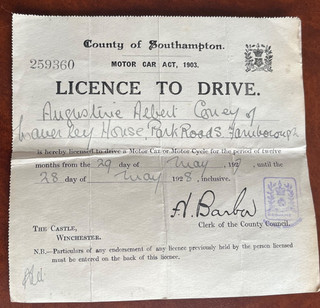 County of Southampton.
259360
MOTOR CAR ACT, 1903.
LICENCE TO DRIVE.
Augustine Albert of
House, Park Road, Farnborough
is hereby licensed to drive a Motor Car or Motor Cycle for the period of twelve
months from the 29 day of May 1927, until the
28 day of May 1928, inclusive.
F. V. Barber
Clerk of the County Council.
THE CASTLE,
WINCHESTER.
N.B.—Particulars of any endorsement of any licence previously held by the person licensed
must be entered on the back of this licence.